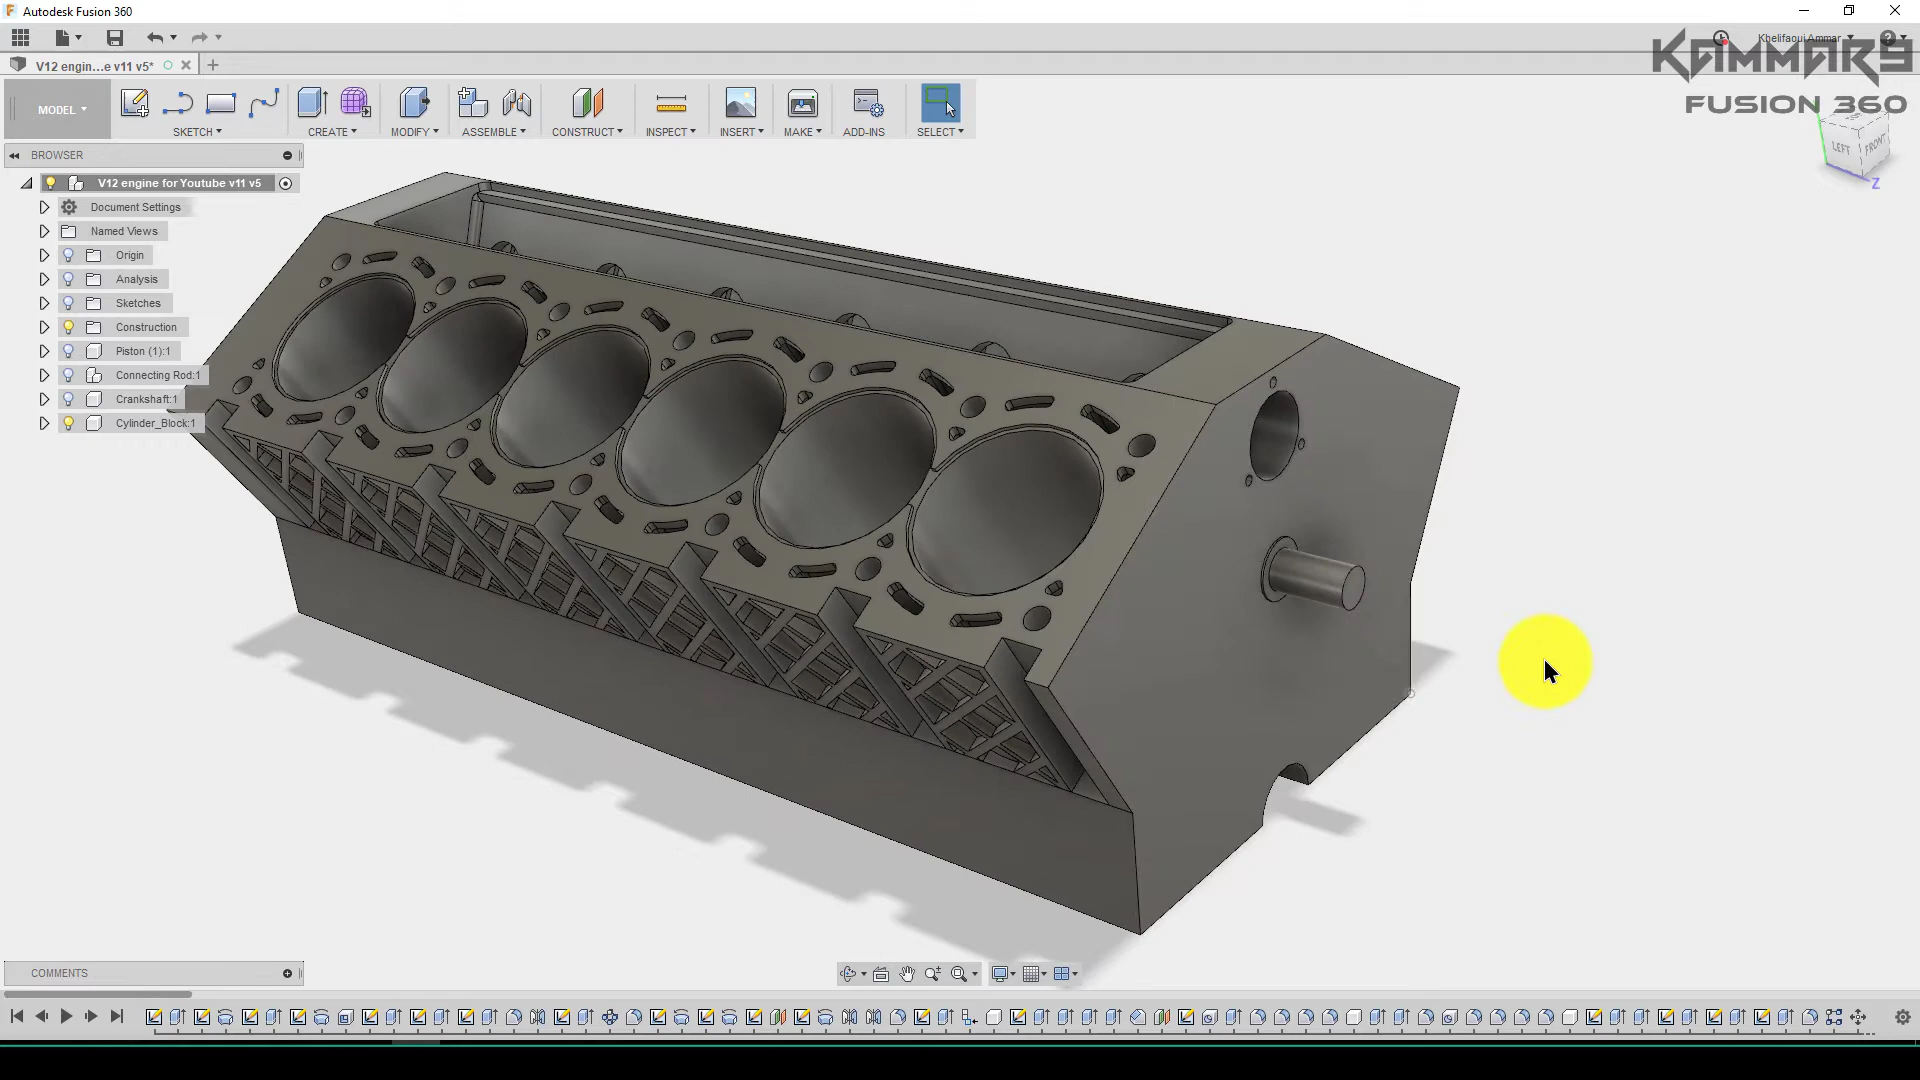 Autodesk Fusion 360
Khelifaoui Ammar
KAMMAR9
FUSION 360
V12 engin...e v11 v5*
MODEL
SKETCH
CREATE
MODIFY
ASSEMBLE
CONSTRUCT
INSPECT
INSERT
MAKE
ADD-INS
SELECT
LEFT
FRONT
Z
BROWSER
V12 engine for Youtube v11 v5
Document Settings
Named Views
Origin
Analysis
Sketches
Construction
Piston (1):1
Connecting Rod:1
Crankshaft:1
Cylinder_Block:1
COMMENTS